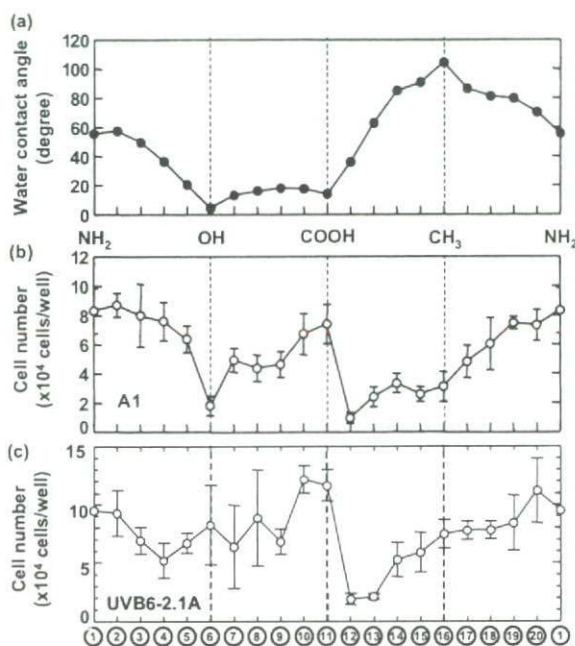 (a)
Water contact angle
(degree)
120
100
80
60
40
20
0
NH₂ OH COOH CH₃ NH₂
(b)
Cell number
(x10⁴ cells/well)
12
10
8
6
4
2
0
A1
(c)
Cell number
(x10⁴ cells/well)
15
10
5
0
UVB6-2.1A
① ② ③ ④ ⑤ ⑥ ⑦ ⑧ ⑨ ⑩ ⑪ ⑫ ⑬ ⑭ ⑮ ⑯ ⑰ ⑱ ⑲ ⑳ ①